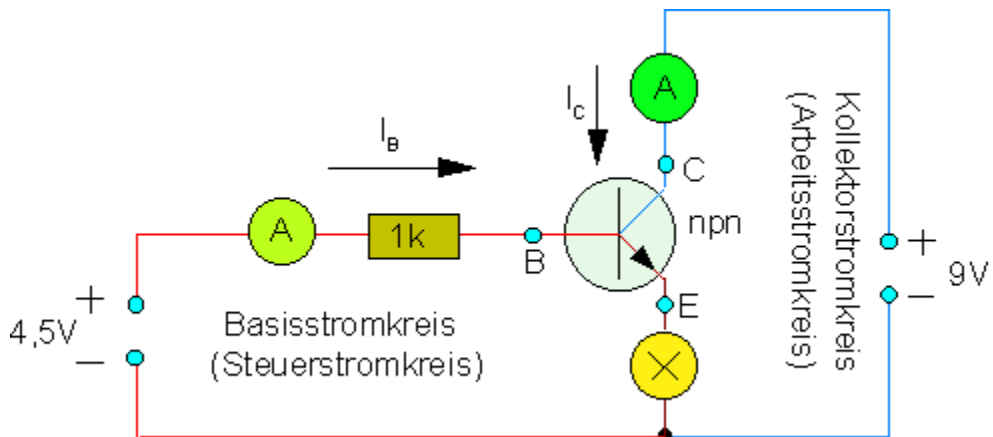 A
I_C
I_B
C
A
1k
B
npn
E
+
4,5V
–
Basisstromkreis
(Steuerstromkreis)
Kollektorstromkreis
(Arbeitsstromkreis)
+
9V
–